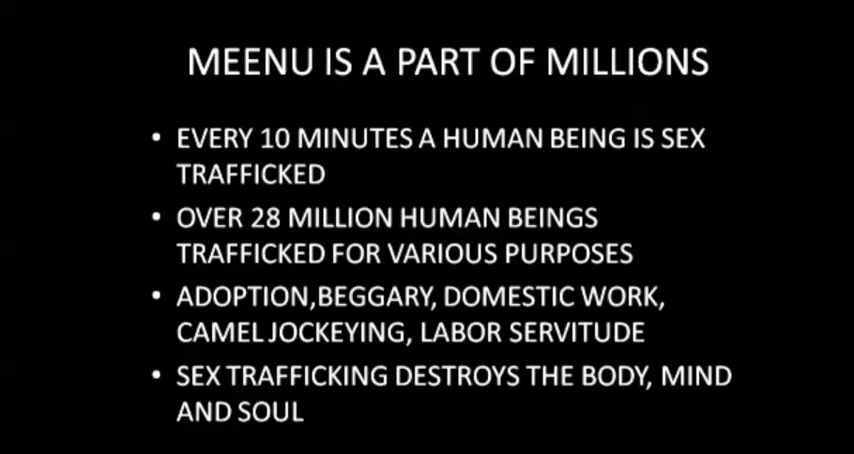 MEENU IS A PART OF MILLIONS
• EVERY 10 MINUTES A HUMAN BEING IS SEX
TRAFFICKED
• OVER 28 MILLION HUMAN BEINGS
TRAFFICKED FOR VARIOUS PURPOSES
• ADOPTION,BEGGARY, DOMESTIC WORK,
CAMEL JOCKEYING, LABOR SERVITUDE
• SEX TRAFFICKING DESTROYS THE BODY, MIND
AND SOUL